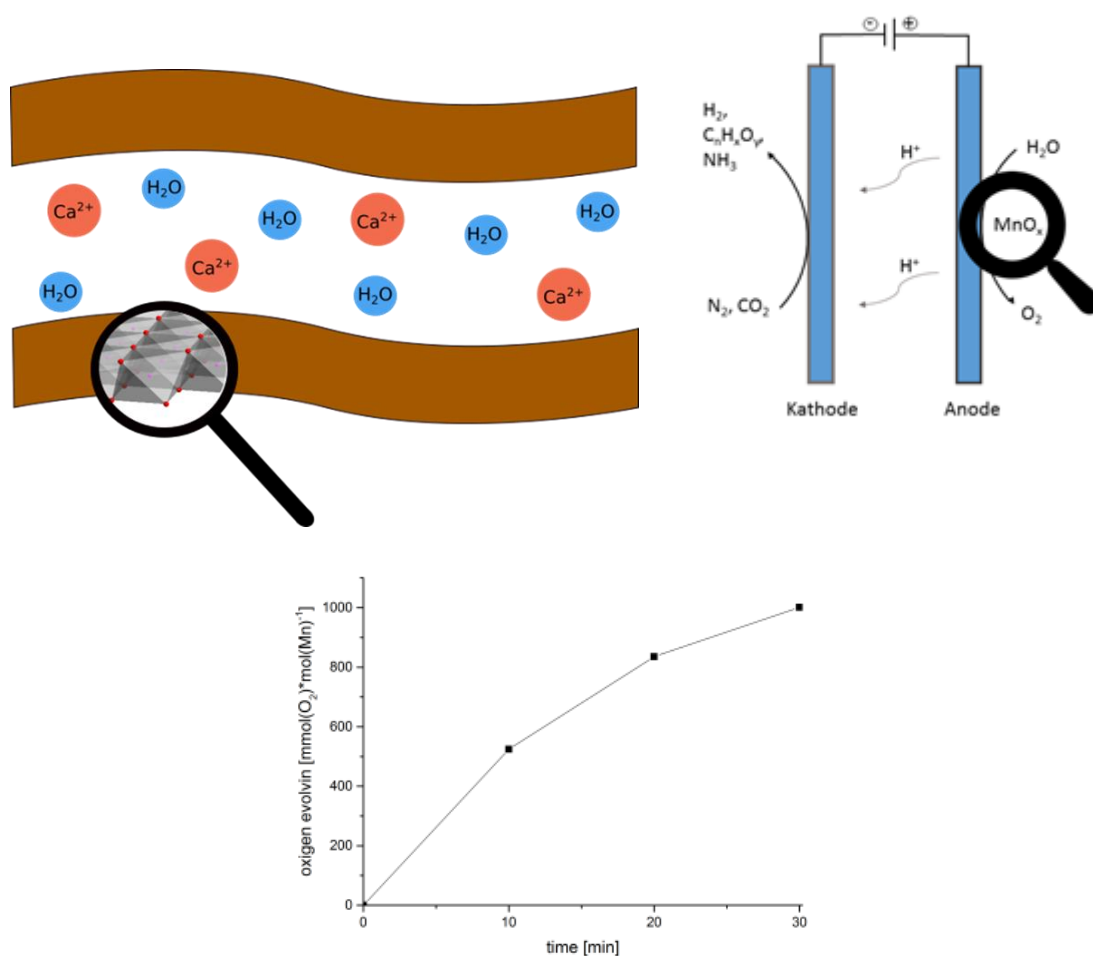 Ca²⁺
H₂O
H₂O
Ca²⁺
H₂O
H₂O
Ca²⁺
H₂O
H₂O
Ca²⁺
⊖ ⊕
H₂,
CₙHₓOᵧ,
NH₃
H⁺
H₂O
MnOₓ
H⁺
N₂, CO₂
O₂
Kathode
Anode
oxigen evolvin [mmol(O₂)*mol(Mn)⁻¹]
1000
800
600
400
200
0
0 10 20 30
time [min]